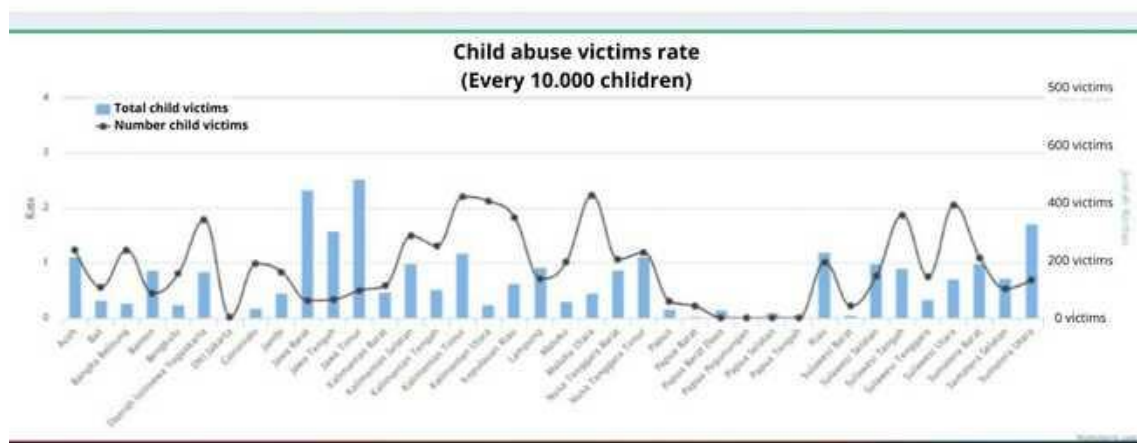 Child abuse victims rate
(Every 10.000 chlidren)
500 victims
4
Total child victims
Number child victims
3
600 victims
2
400 victims
1
200 victims
0
0 victims
Aceh
Bali
Bangka Belitung
Banten
Bengkulu
Daerah Istimewa Yogyakarta
DKI Jakarta
Gorontalo
Jambi
Jawa Barat
Jawa Tengah
Jawa Timur
Kalimantan Barat
Kalimantan Selatan
Kalimantan Tengah
Kalimantan Timur
Kalimantan Utara
Kepulauan Riau
Lampung
Maluku
Maluku Utara
Nusa Tenggara Barat
Nusa Tenggara Timur
Papua
Papua Barat
Papua Barat Daya
Papua Pegunungan
Papua Selatan
Papua Tengah
Riau
Sulawesi Barat
Sulawesi Selatan
Sulawesi Tengah
Sulawesi Tenggara
Sulawesi Utara
Sumatera Barat
Sumatera Selatan
Sumatera Utara